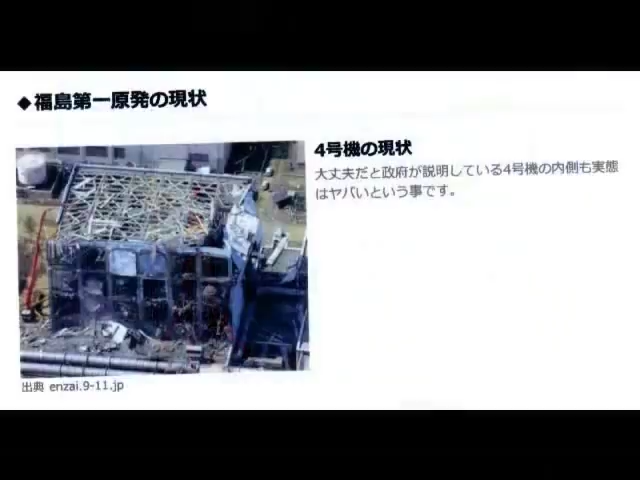 ◆福島第一原発の現状
4号機の現状
大丈夫だと政府が説明している4号機の内側も実態
はヤバいという事です。
出典 enzai.9-11.jp